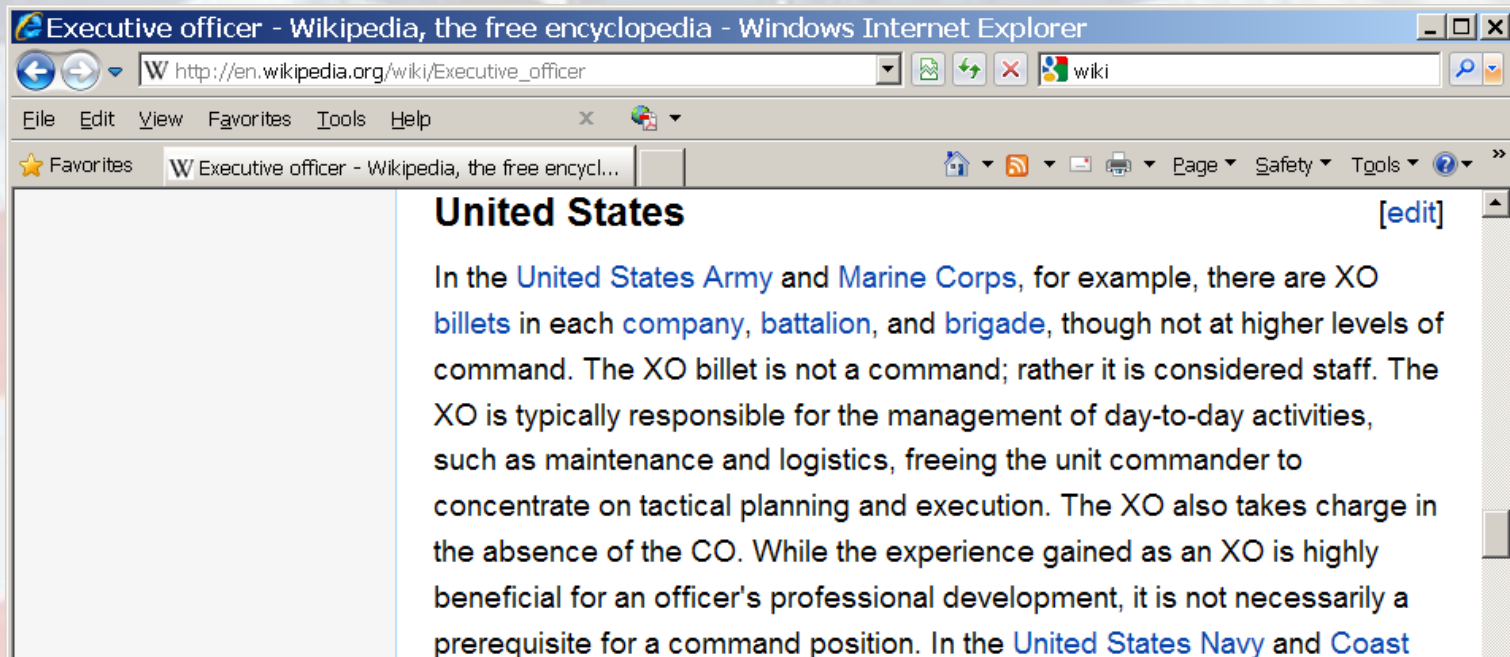 Executive officer - Wikipedia, the free encyclopedia - Windows Internet Explorer
W http://en.wikipedia.org/wiki/Executive_officer wiki
File Edit View Favorites Tools Help x
Favorites W Executive officer - Wikipedia, the free encycl... Page Safety Tools »
United States [edit]
In the United States Army and Marine Corps, for example, there are XO
billets in each company, battalion, and brigade, though not at higher levels of
command. The XO billet is not a command; rather it is considered staff. The
XO is typically responsible for the management of day-to-day activities,
such as maintenance and logistics, freeing the unit commander to
concentrate on tactical planning and execution. The XO also takes charge in
the absence of the CO. While the experience gained as an XO is highly
beneficial for an officer's professional development, it is not necessarily a
prerequisite for a command position. In the United States Navy and Coast